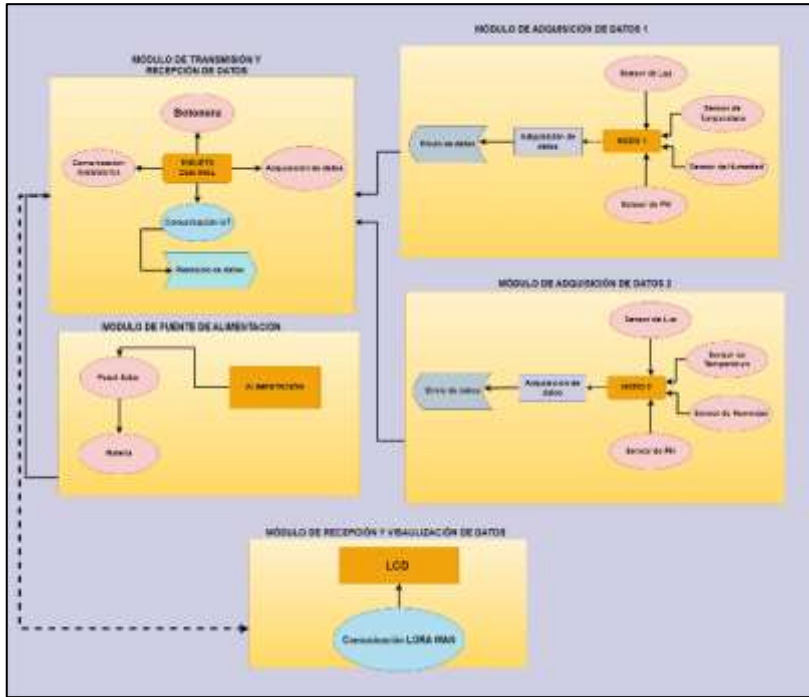 MÓDULO DE TRANSMISIÓN Y
RECEPCIÓN DE DATOS
Botonera
Comunicación
Adquisición de datos
Comunicación IoT
Recepción de datos
MÓDULO DE ADQUISICIÓN DE DATOS 1
Sensor de Luz
Sensor de
Temperatura
Envío de datos
Adquisición de
datos
NODO 1
Sensor de Humedad
Sensor de PH
MÓDULO DE FUENTE DE ALIMENTACIÓN
Panel Solar
Batería
MÓDULO DE ADQUISICIÓN DE DATOS 2
Sensor de Luz
Sensor de
Temperatura
Envío de datos
Adquisición de
datos
Sensor de Humedad
Sensor de PH
MÓDULO DE RECEPCIÓN Y VISAULIZACIÓN DE DATOS
LCD
Comunicación LORA WAN